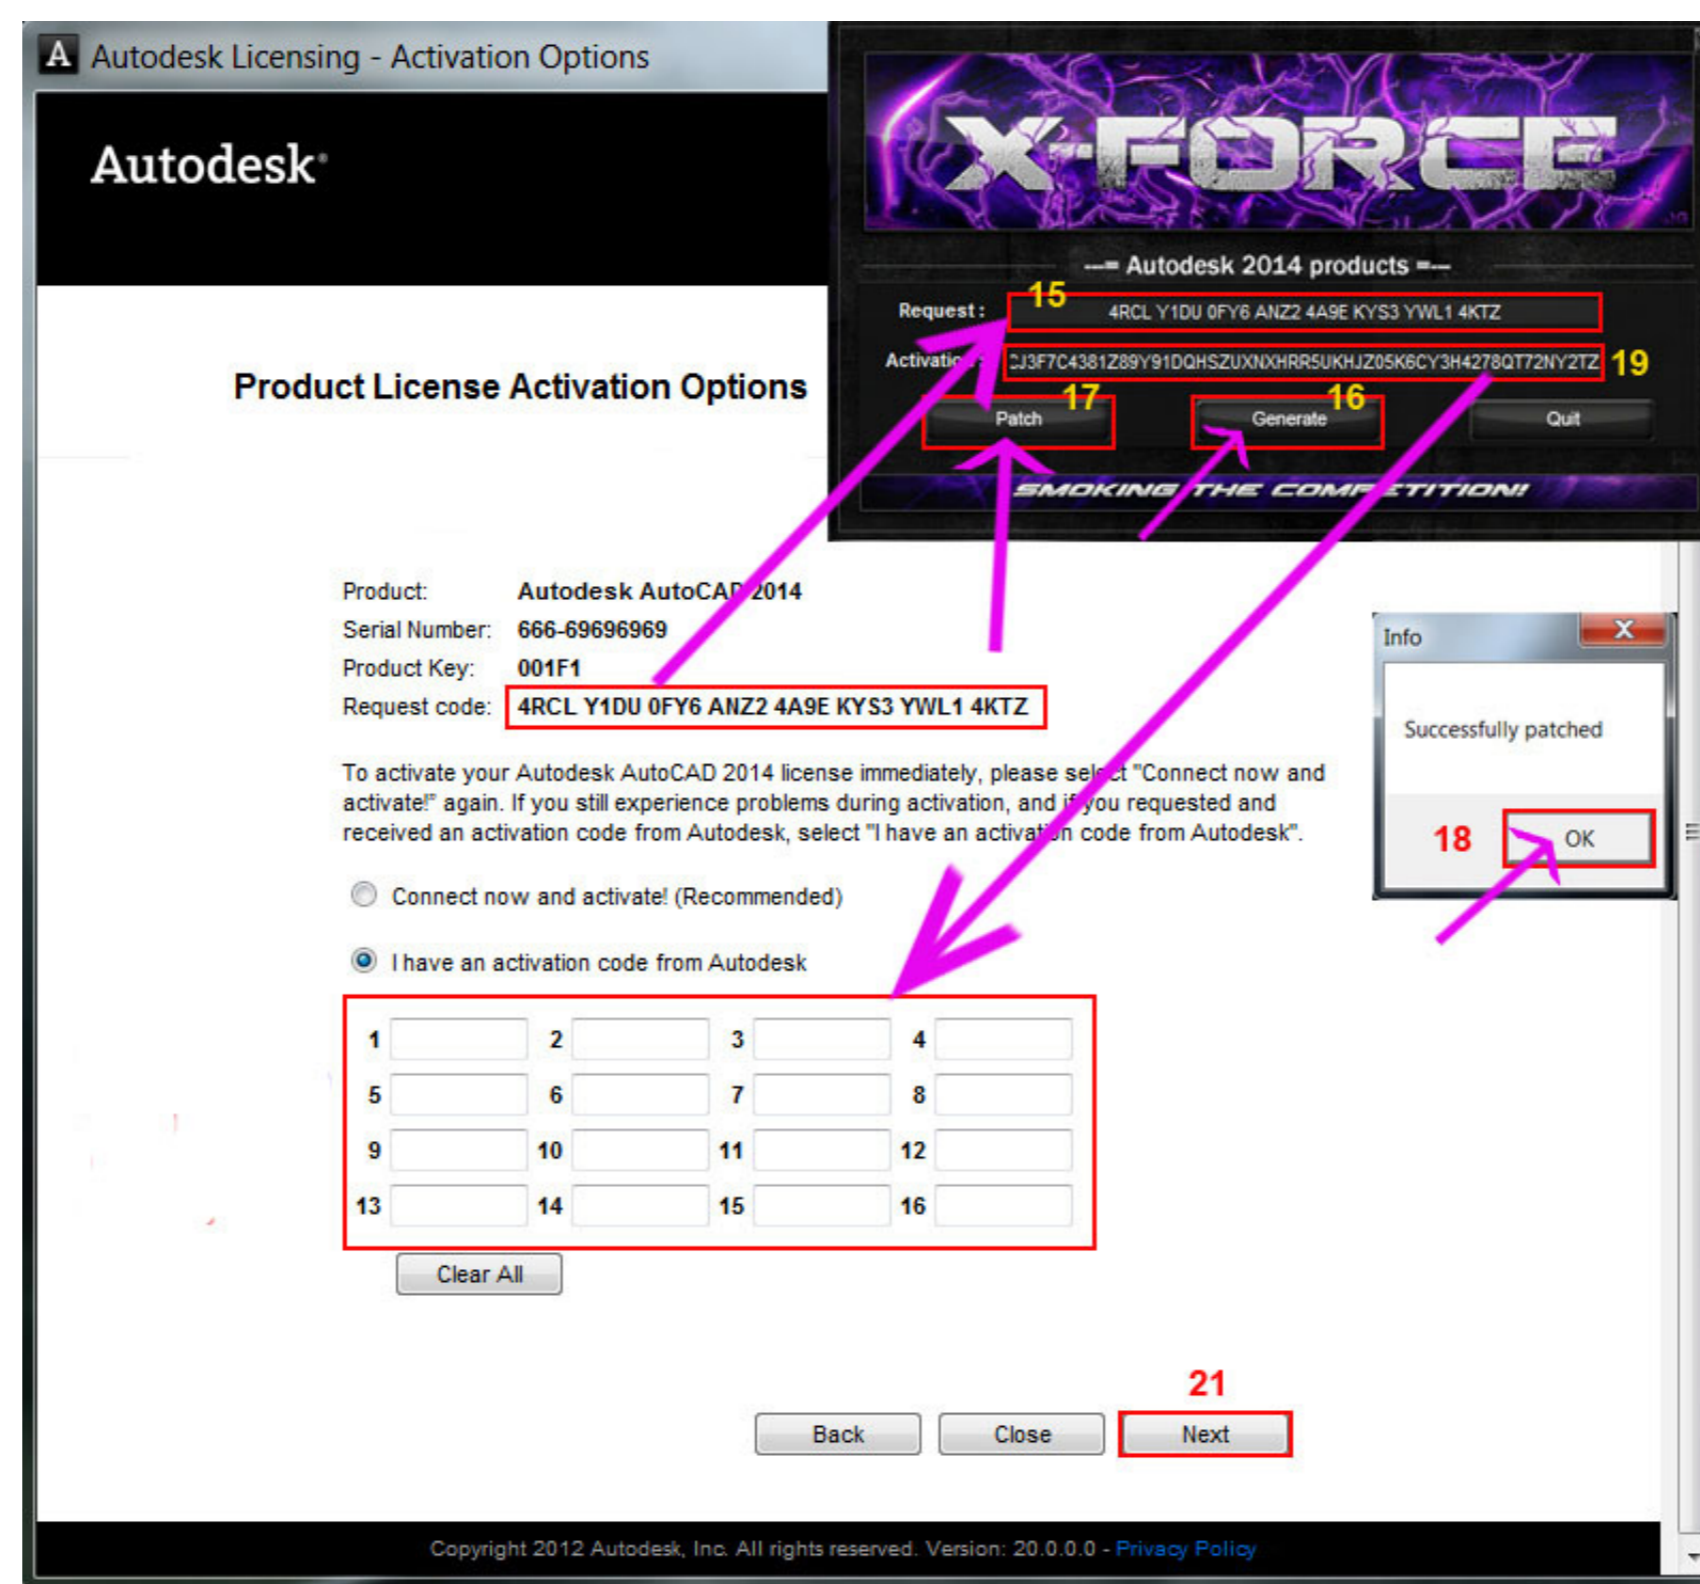 Autodesk Licensing - Activation Options
Autodesk
X-FORCE
---= Autodesk 2014 products =---
Request: 15 4RCL Y1DU 0FY6 ANZ2 4A9E KYS3 YWL1 4KTZ
19
17 16
Patch Generate Quit
SMOKING THE COMPETITION!
Product License Activation Options
Product: Autodesk AutoCAD 2014
Serial Number: 666-69696969
Product Key: 001F1
Request code: 4RCL Y1DU 0FY6 ANZ2 4A9E KYS3 YWL1 4KTZ
Info X
Successfully patched
18 OK
To activate your Autodesk AutoCAD 2014 license immediately, please select "Connect now and
activate!" again. If you still experience problems during activation, and if you requested and
received an activation code from Autodesk, select "I have an activation code from Autodesk".
Connect now and activate! (Recommended)
I have an activation code from Autodesk
1 2 3 4
5 6 7 8
9 10 11 12
13 14 15 16
Clear All
21
Back Close Next
Copyright 2012 Autodesk, Inc. All rights reserved. Version: 20.0.0.0 - Privacy Policy